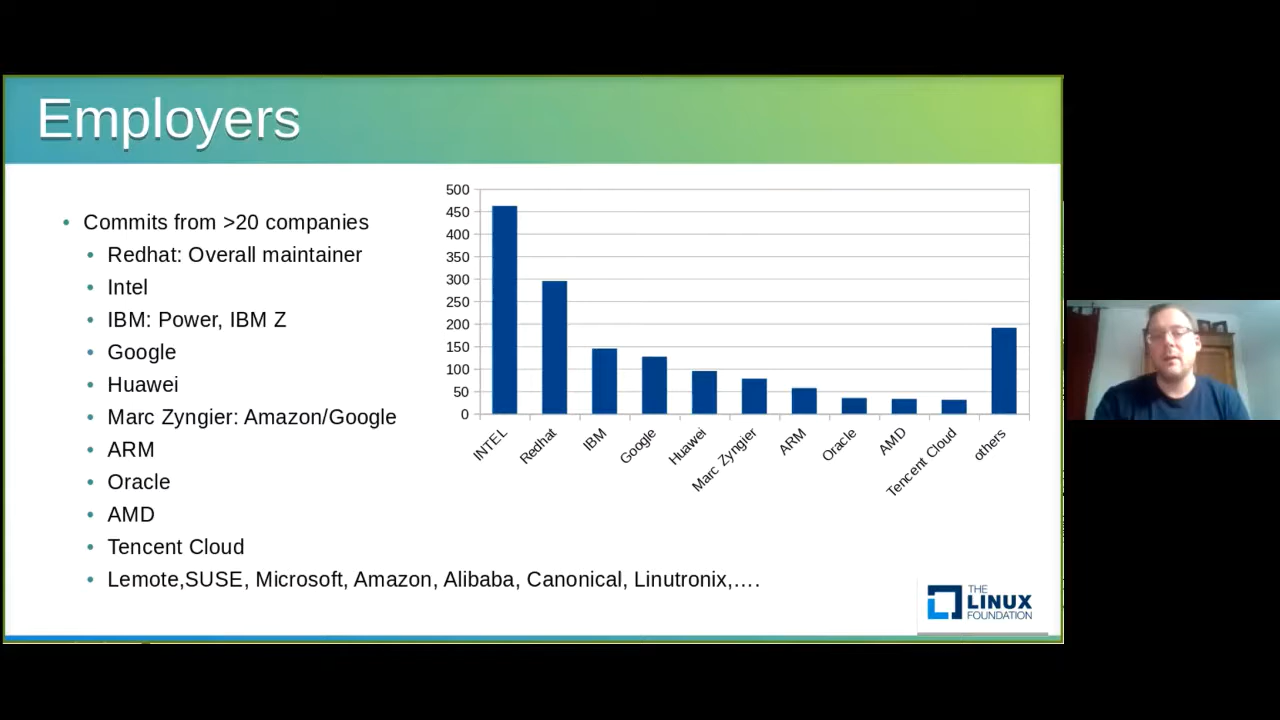 Employers
Commits from >20 companies
Redhat: Overall maintainer
Intel
IBM: Power, IBM Z
Google
Huawei
Marc Zyngier: Amazon/Google
ARM
Oracle
AMD
Tencent Cloud
Lemote,SUSE, Microsoft, Amazon, Alibaba, Canonical, Linutronix,….
500
450
400
350
300
250
200
150
100
50
0
INTEL
Redhat
IBM
Google
Huawei
Marc Zyngier
ARM
Oracle
AMD
Tencent Cloud
others
THE
LINUX
FOUNDATION